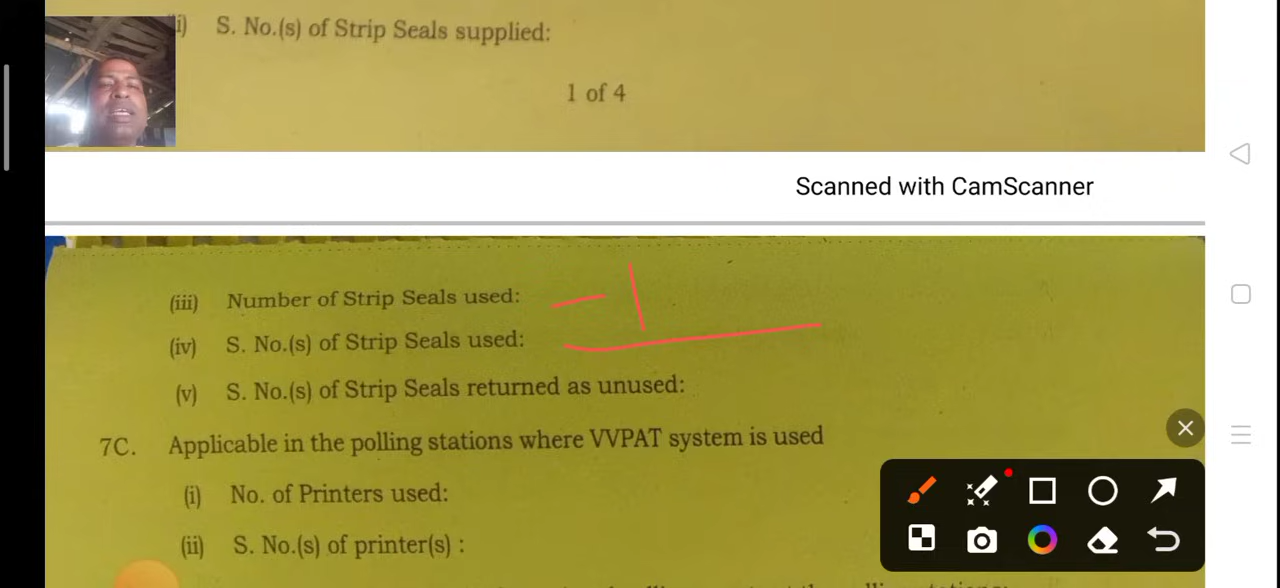 i) S. No.(s) of Strip Seals supplied:
1 of 4
Scanned with CamScanner
(iii) Number of Strip Seals used: - 1
(iv) S. No.(s) of Strip Seals used:
(v) S. No.(s) of Strip Seals returned as unused:
7C. Applicable in the polling stations where VVPAT system is used
(i) No. of Printers used:
(ii) S. No.(s) of printer(s) :